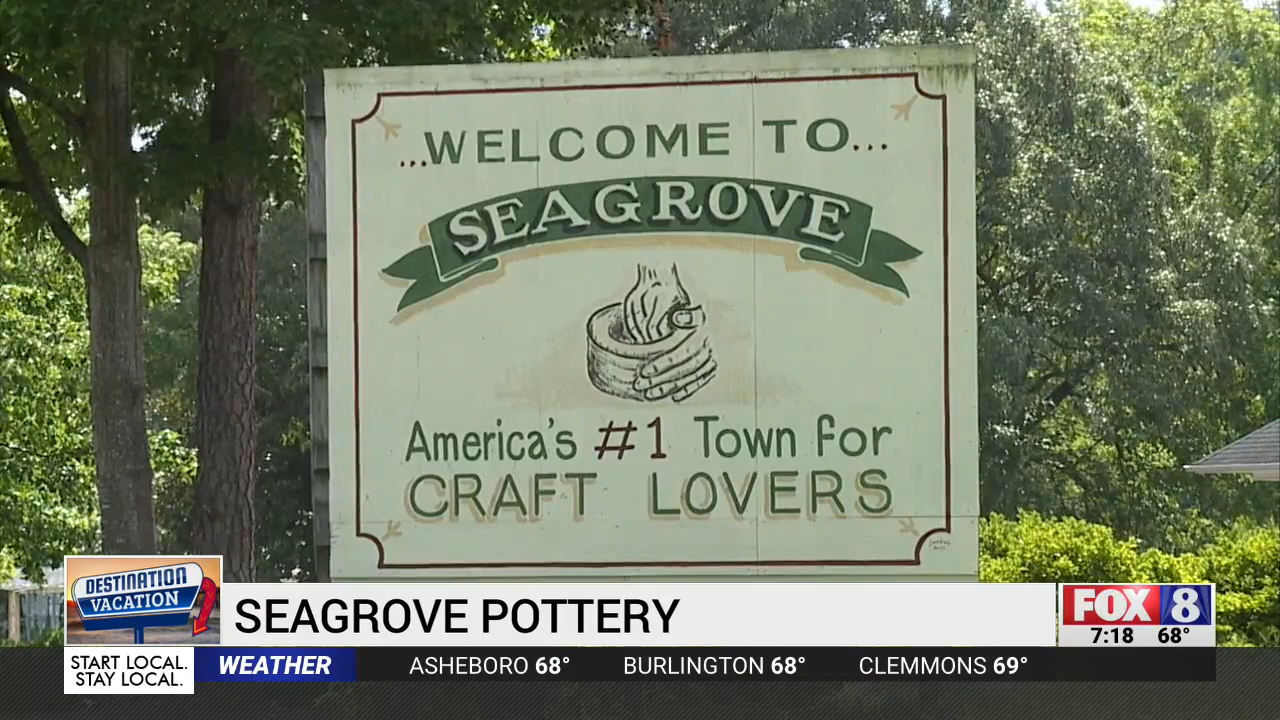 ...WELCOME TO...
SEAGROVE
America's #1 Town for
CRAFT LOVERS
DESTINATION
VACATION
SEAGROVE POTTERY
FOX 8
7:18 68°
START LOCAL.
STAY LOCAL.
WEATHER
ASHEBORO 68° BURLINGTON 68° CLEMMONS 69°